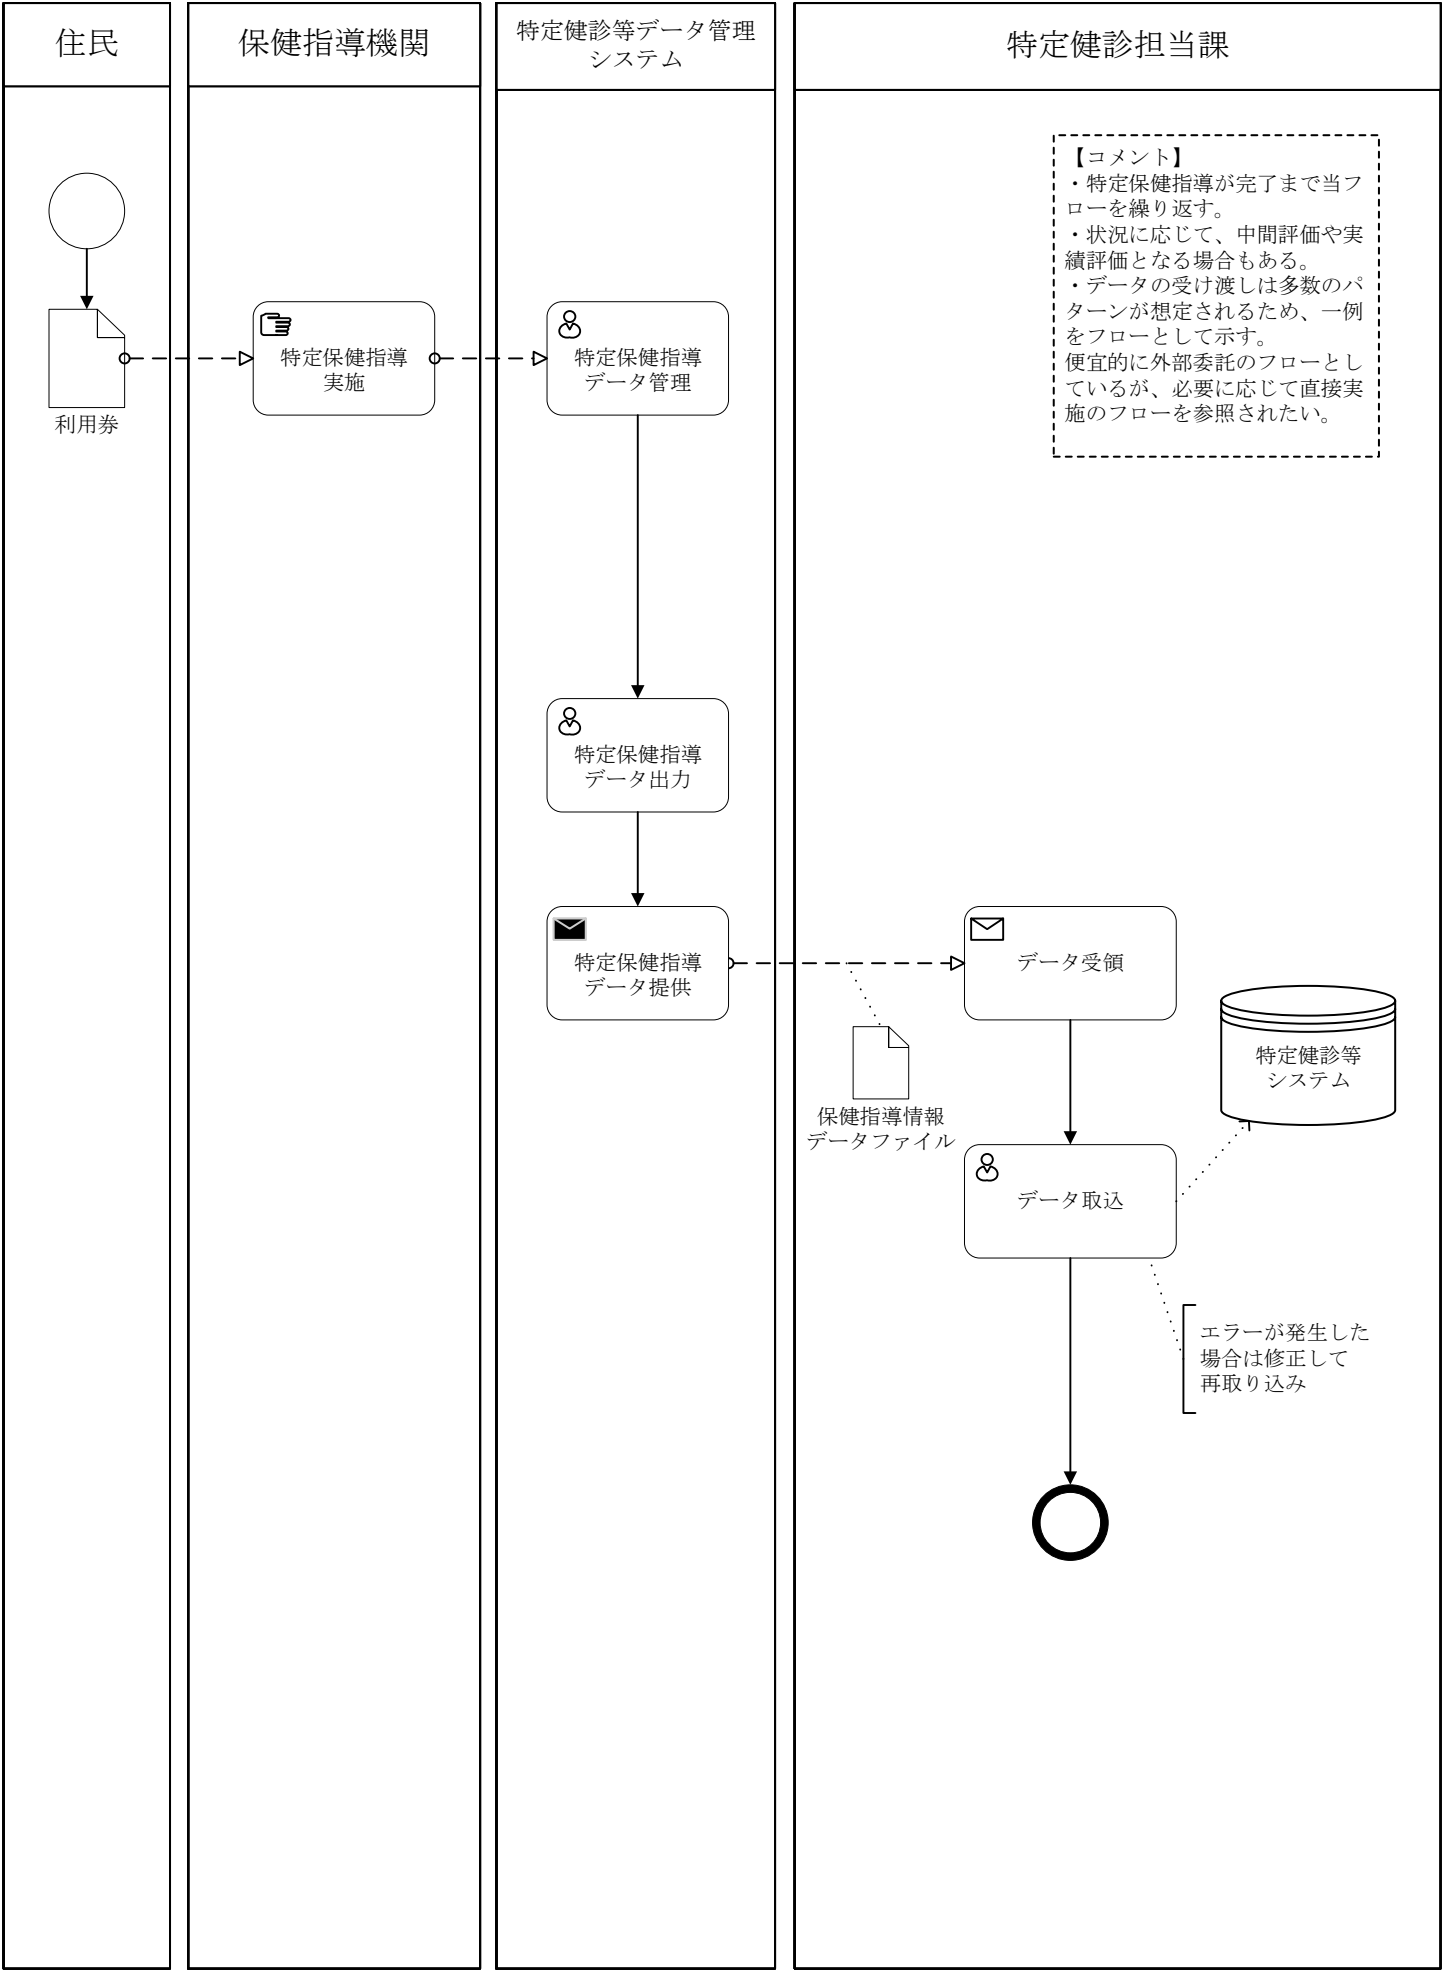 住民
保健指導機関
特定健診等データ管理
システム
特定健診担当課
【コメント】
・特定保健指導が完了まで当フ
ローを繰り返す。
・状況に応じて、中間評価や実
績評価となる場合もある。
・データの受け渡しは多数のパ
ターンが想定されるため、一例
をフローとして示す。
便宜的に外部委託のフローとし
ているが、必要に応じて直接実
施のフローを参照されたい。
利用券
特定保健指導
実施
特定保健指導
データ管理
特定保健指導
データ出力
特定保健指導
データ提供
データ受領
保健指導情報
データファイル
特定健診等
システム
データ取込
エラーが発生した
場合は修正して
再取り込み